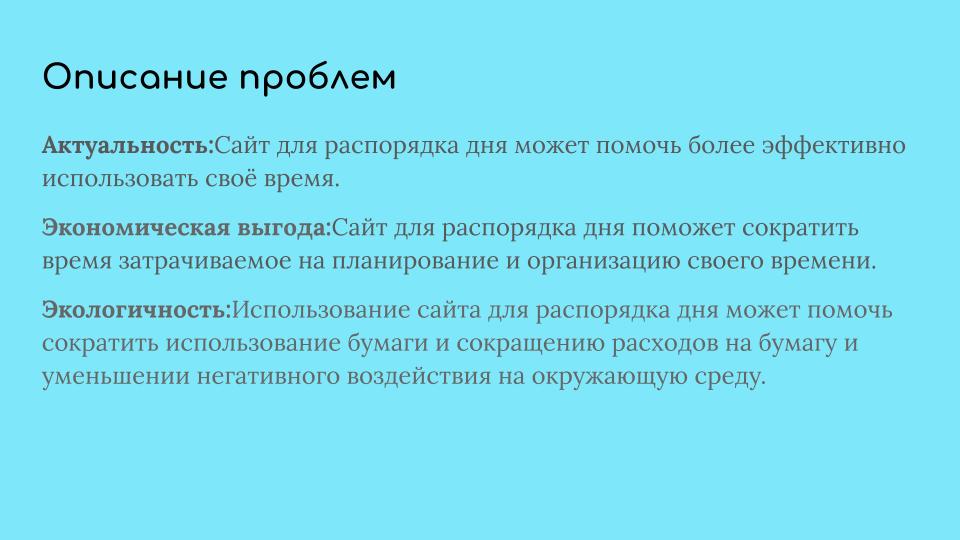 Описание проблем
Актуальность:Сайт для распорядка дня может помочь более эффективно
использовать своё время.
Экономическая выгода:Сайт для распорядка дня поможет сократить
время затрачиваемое на планирование и организацию своего времени.
Экологичность:Использование сайта для распорядка дня может помочь
сократить использование бумаги и сокращению расходов на бумагу и
уменьшении негативного воздействия на окружающую среду.